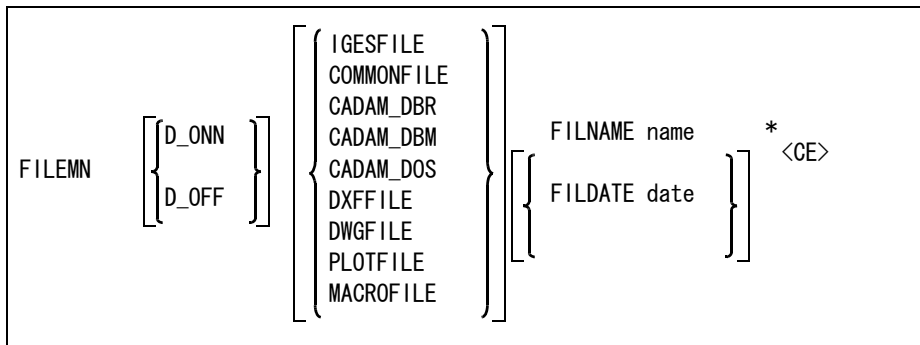 FILEMN
D_ONN
D_OFF
IGESFILE
COMMONFILE
CADAM_DBR
CADAM_DBM
CADAM_DOS
DXFFILE
DWGFILE
PLOTFILE
MACROFILE
FILNAME name
FILDATE date
*
<CE>